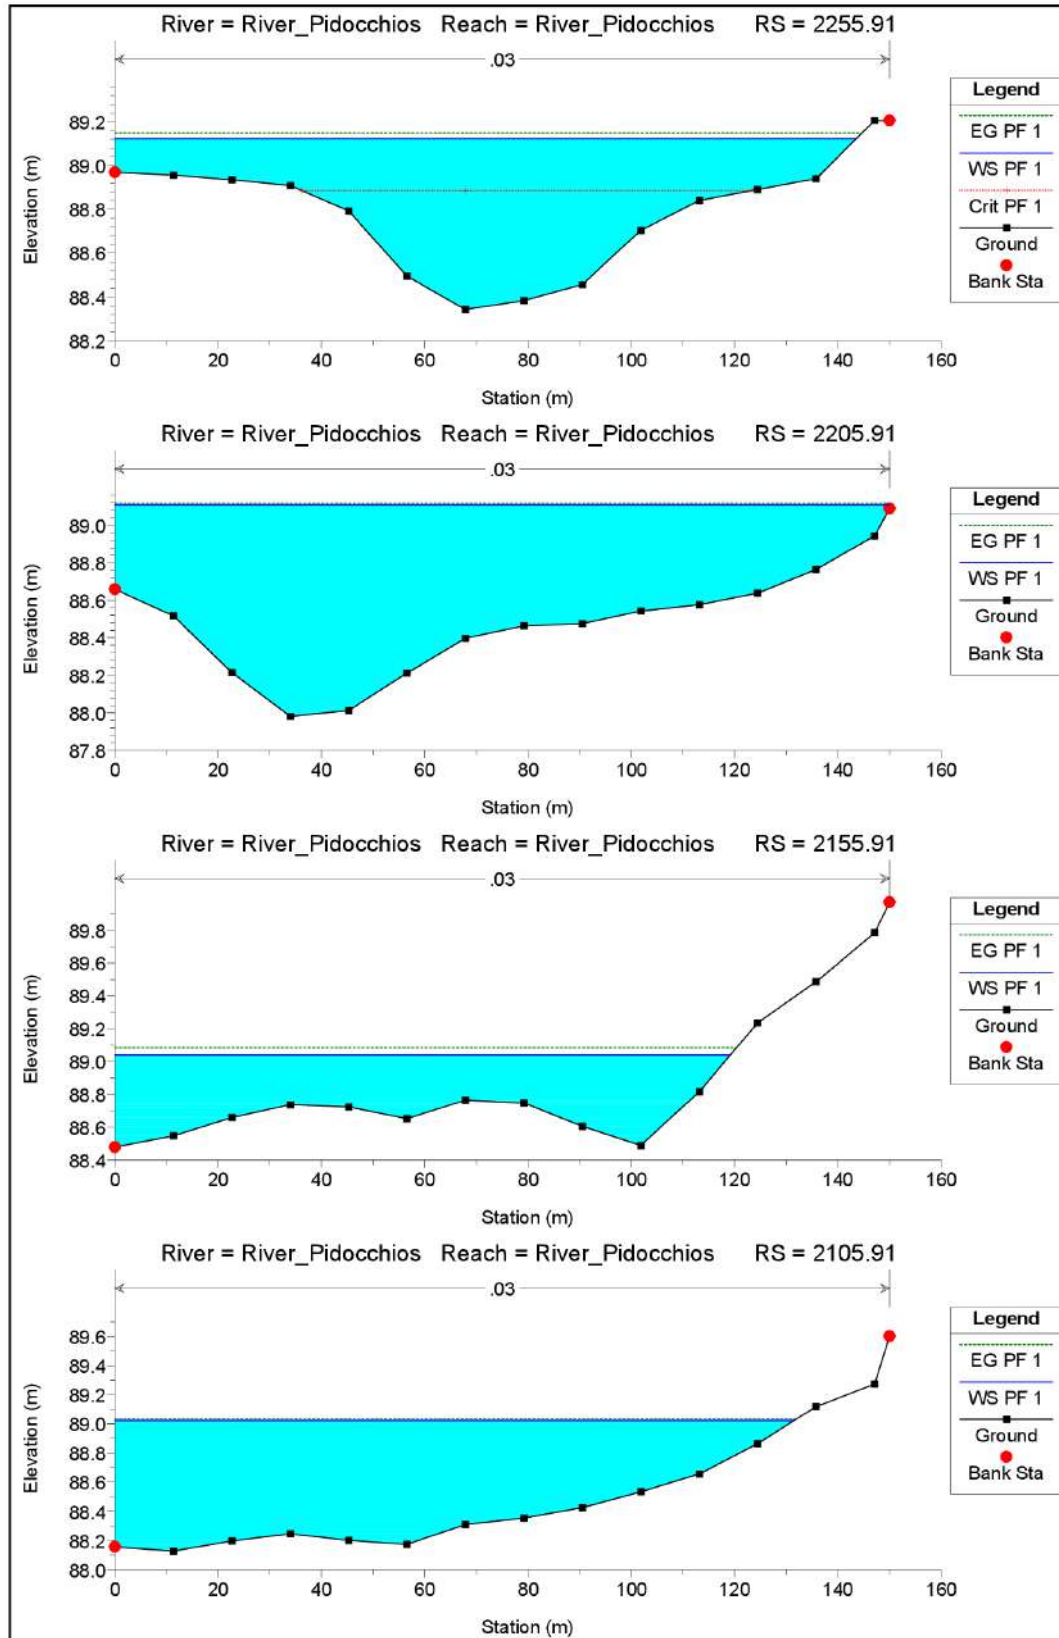 River = River_Pidocchios Reach = River_Pidocchios RS = 2255.91
.03
Legend
EG PF 1
WS PF 1
Crit PF 1
Ground
Bank Sta
Elevation (m)
89.2
89.0
88.8
88.6
88.4
88.2
0 20 40 60 80 100 120 140 160
Station (m)
River = River_Pidocchios Reach = River_Pidocchios RS = 2205.91
.03
Legend
EG PF 1
WS PF 1
Ground
Bank Sta
Elevation (m)
89.0
88.8
88.6
88.4
88.2
88.0
87.8
0 20 40 60 80 100 120 140 160
Station (m)
River = River_Pidocchios Reach = River_Pidocchios RS = 2155.91
.03
Legend
EG PF 1
WS PF 1
Ground
Bank Sta
Elevation (m)
89.8
89.6
89.4
89.2
89.0
88.8
88.6
88.4
0 20 40 60 80 100 120 140 160
Station (m)
River = River_Pidocchios Reach = River_Pidocchios RS = 2105.91
.03
Legend
EG PF 1
WS PF 1
Ground
Bank Sta
Elevation (m)
89.6
89.4
89.2
89.0
88.8
88.6
88.4
88.2
88.0
0 20 40 60 80 100 120 140 160
Station (m)